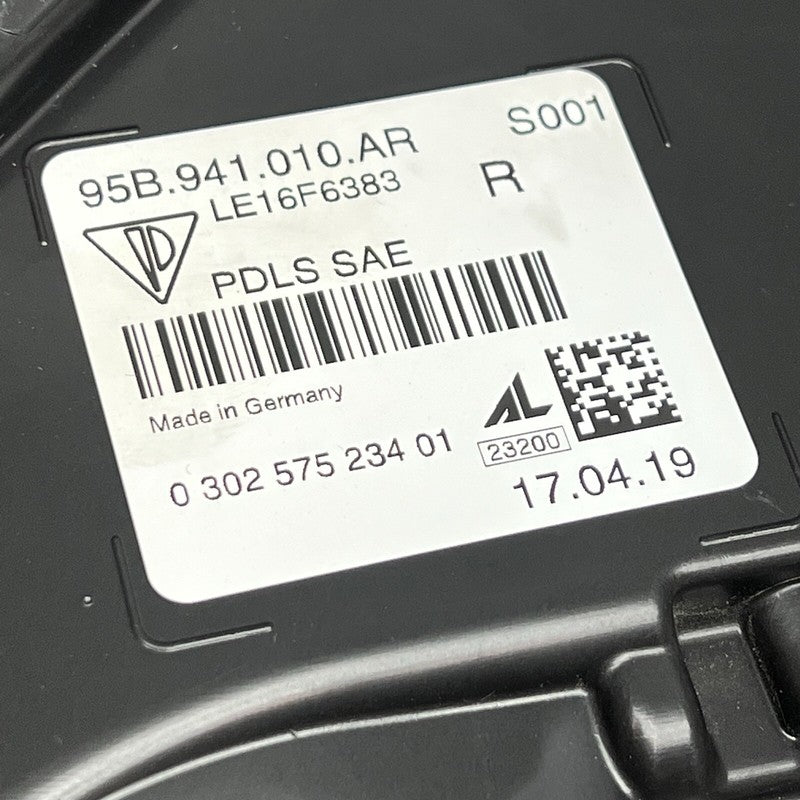 S001
95B.941.010.AR
LE16F6383
R
PDLS SAE
Made in Germany
AL
23200
0 302 575 234 01
17.04.19